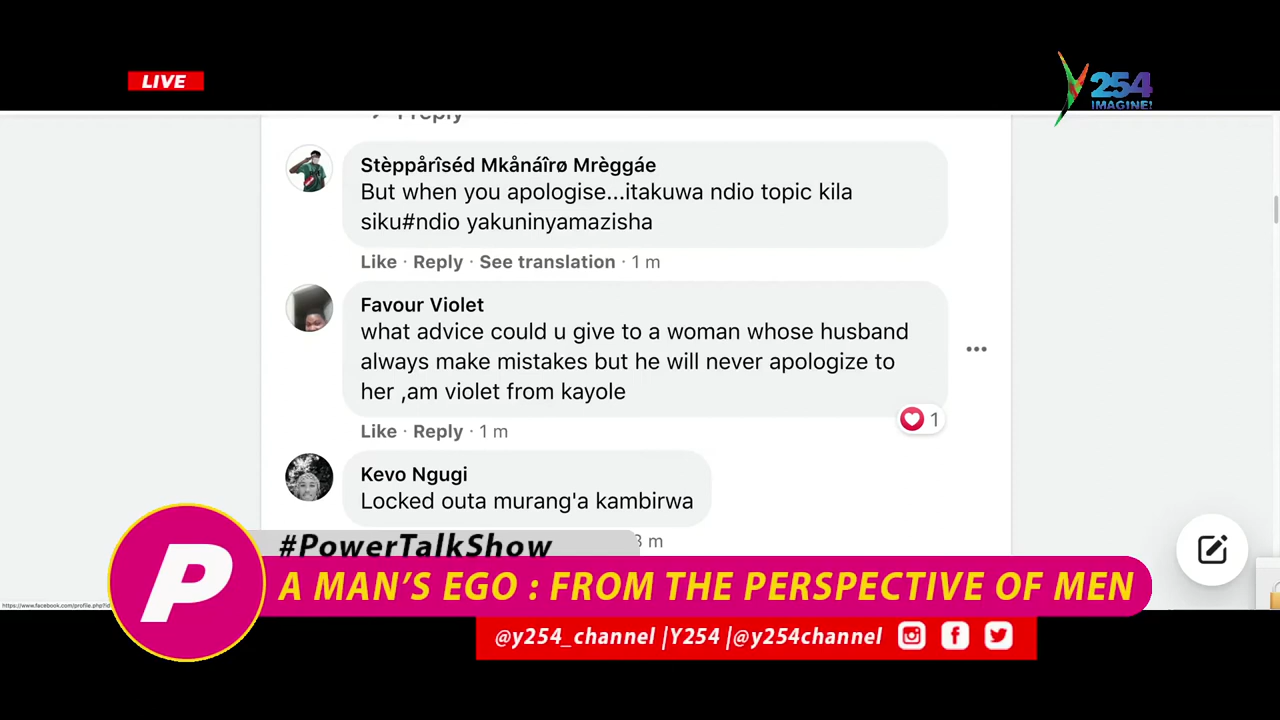 LIVE
254
IMAGINE!
1 reply
Stèppårîséd Mkånáîrø Mrèggáe
But when you apologise...itakuwa ndio topic kila
siku#ndio yakuninyamazisha
Like · Reply · See translation · 1 m
Favour Violet
what advice could u give to a woman whose husband
always make mistakes but he will never apologize to
her ,am violet from kayole
1
Like · Reply · 1 m
Kevo Ngugi
Locked outa murang'a kambirwa
3 m
#PowerTalkShow
P
A MAN'S EGO : FROM THE PERSPECTIVE OF MEN
https://www.facebook.com/profile.php?id
@y254_channel |Y254 |@y254channel